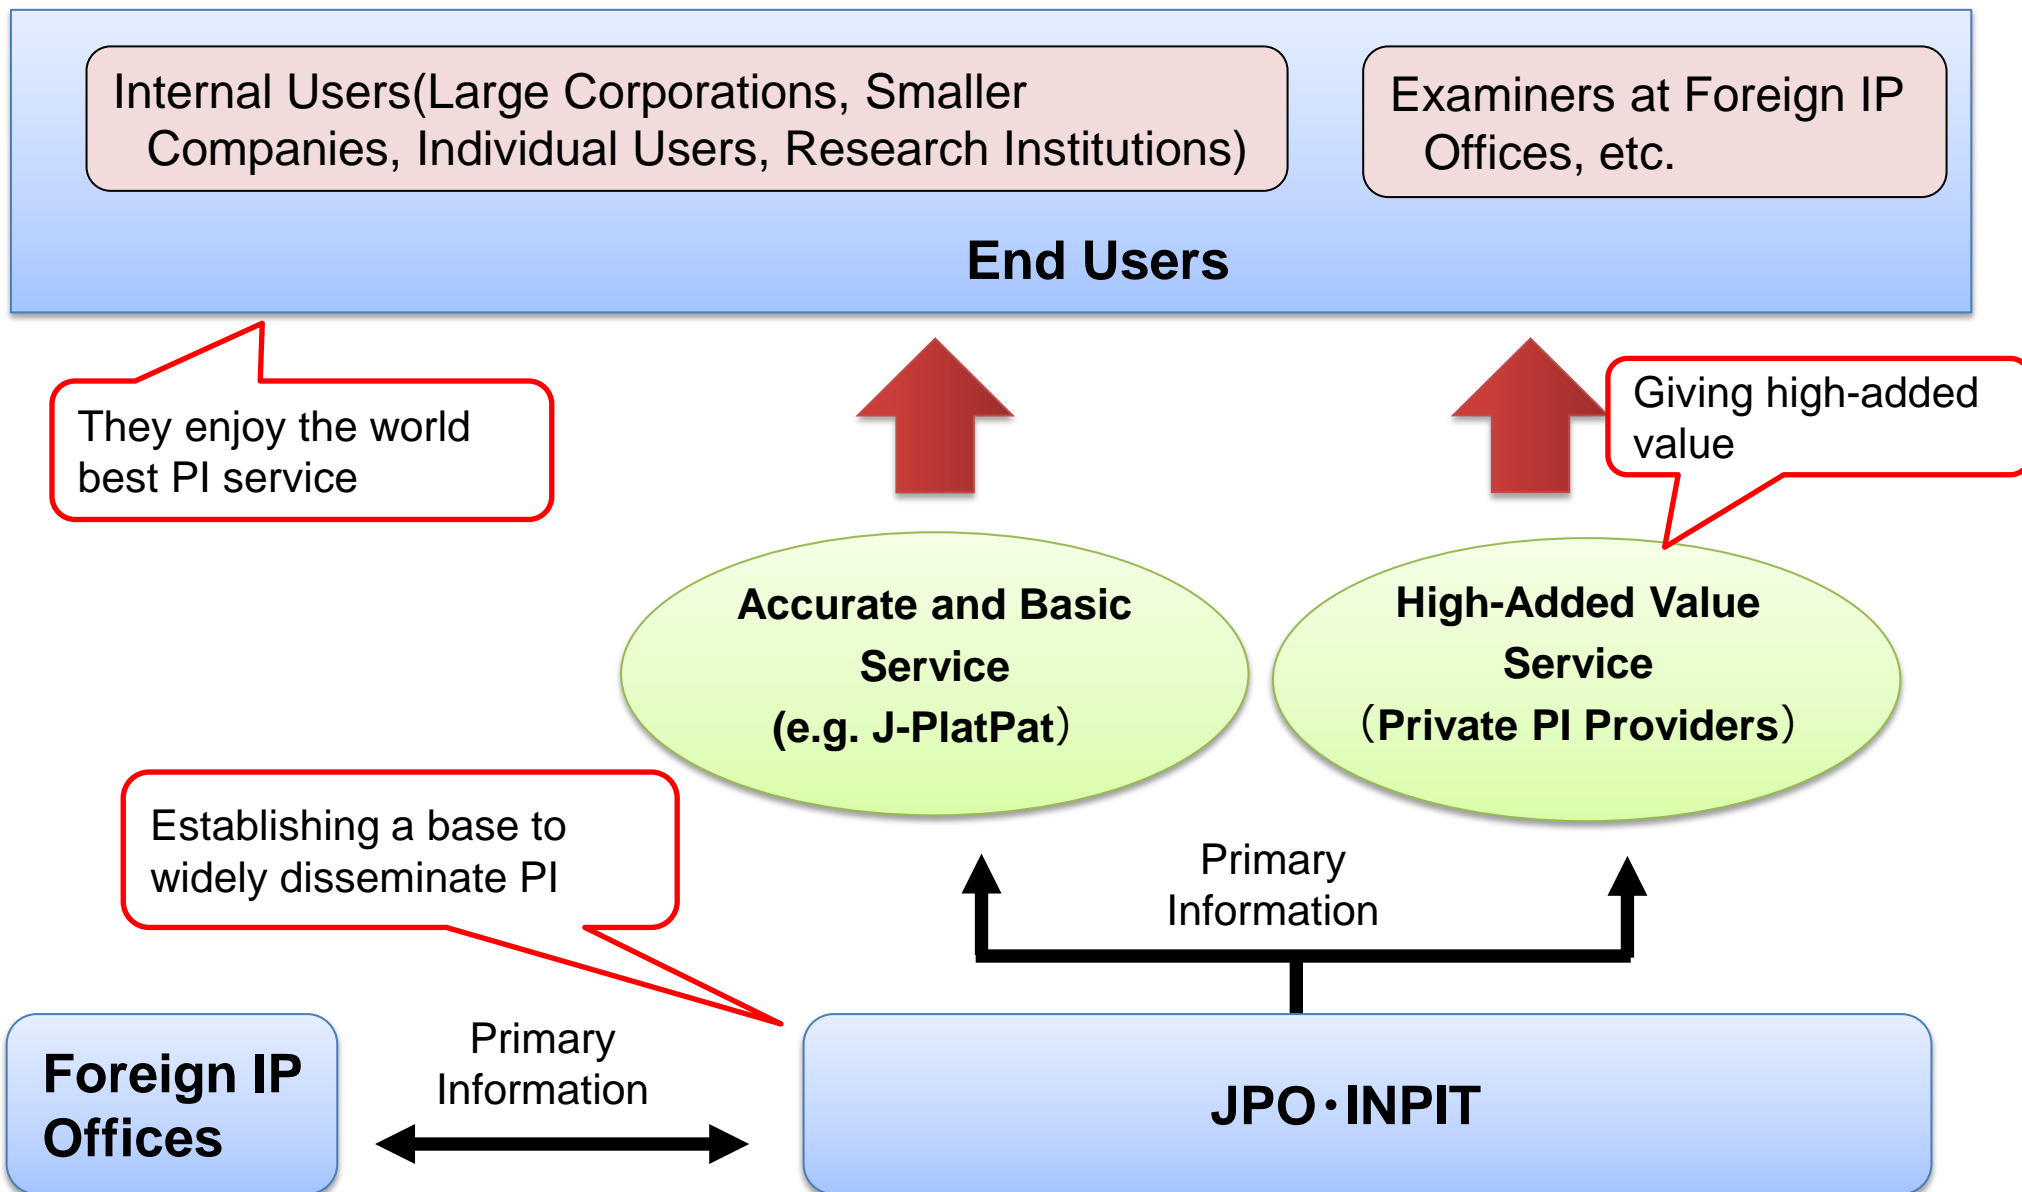 Internal Users(Large Corporations, Smaller
Companies, Individual Users, Research Institutions)
Examiners at Foreign IP
Offices, etc.
End Users
They enjoy the world
best PI service
Giving high-added
value
Accurate and Basic
Service
(e.g. J-PlatPat）
High-Added Value
Service
（Private PI Providers）
Establishing a base to
widely disseminate PI
Primary
Information
Foreign IP
Offices
Primary
Information
JPO・INPIT